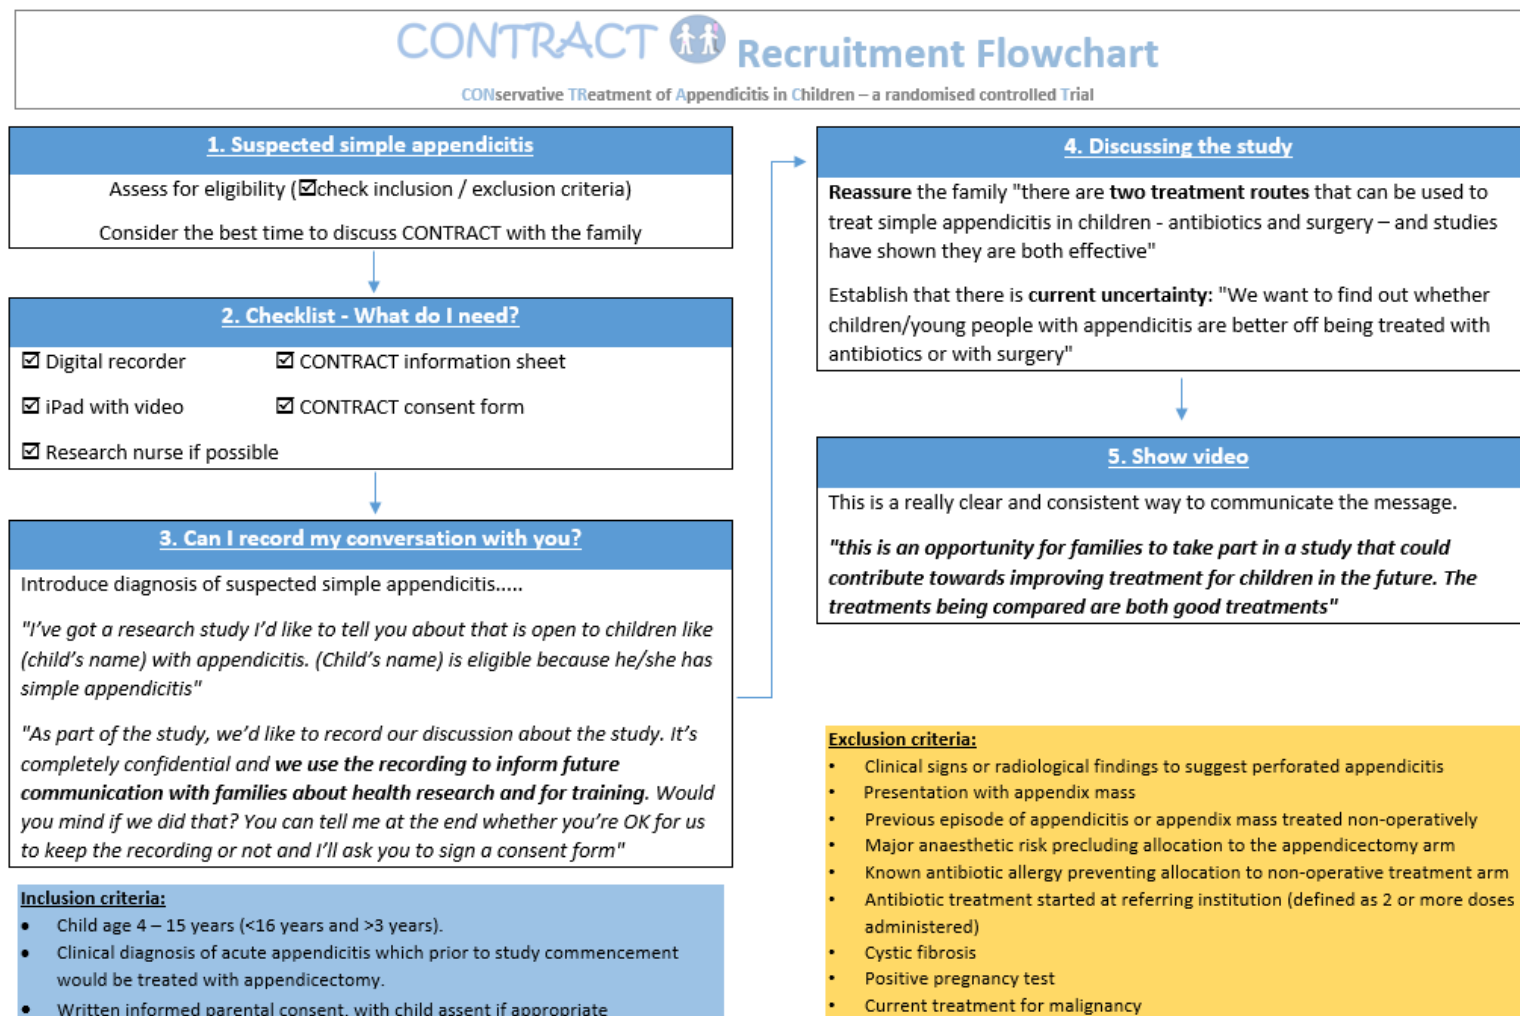 CONTRACT Recruitment Flowchart
CONservative TReatment of Appendicitis in Children – a randomised controlled Trial
1. Suspected simple appendicitis
Assess for eligibility (☑check inclusion / exclusion criteria)
Consider the best time to discuss CONTRACT with the family
2. Checklist - What do I need?
☑ Digital recorder
☑ CONTRACT information sheet
☑ iPad with video
☑ CONTRACT consent form
☑ Research nurse if possible
3. Can I record my conversation with you?
Introduce diagnosis of suspected simple appendicitis.....
"I've got a research study I'd like to tell you about that is open to children like
(child's name) with appendicitis. (Child's name) is eligible because he/she has
simple appendicitis"
"As part of the study, we'd like to record our discussion about the study. It's
completely confidential and we use the recording to inform future
communication with families about health research and for training. Would
you mind if we did that? You can tell me at the end whether you're OK for us
to keep the recording or not and I'll ask you to sign a consent form"
Inclusion criteria:
• Child age 4 – 15 years (<16 years and >3 years).
• Clinical diagnosis of acute appendicitis which prior to study commencement
would be treated with appendicectomy.
• Written informed parental consent, with child assent if appropriate
4. Discussing the study
Reassure the family "there are two treatment routes that can be used to
treat simple appendicitis in children - antibiotics and surgery – and studies
have shown they are both effective"
Establish that there is current uncertainty: "We want to find out whether
children/young people with appendicitis are better off being treated with
antibiotics or with surgery"
5. Show video
This is a really clear and consistent way to communicate the message.
"this is an opportunity for families to take part in a study that could
contribute towards improving treatment for children in the future. The
treatments being compared are both good treatments"
Exclusion criteria:
• Clinical signs or radiological findings to suggest perforated appendicitis
• Presentation with appendix mass
• Previous episode of appendicitis or appendix mass treated non-operatively
• Major anaesthetic risk precluding allocation to the appendicectomy arm
• Known antibiotic allergy preventing allocation to non-operative treatment arm
• Antibiotic treatment started at referring institution (defined as 2 or more doses
administered)
• Cystic fibrosis
• Positive pregnancy test
• Current treatment for malignancy